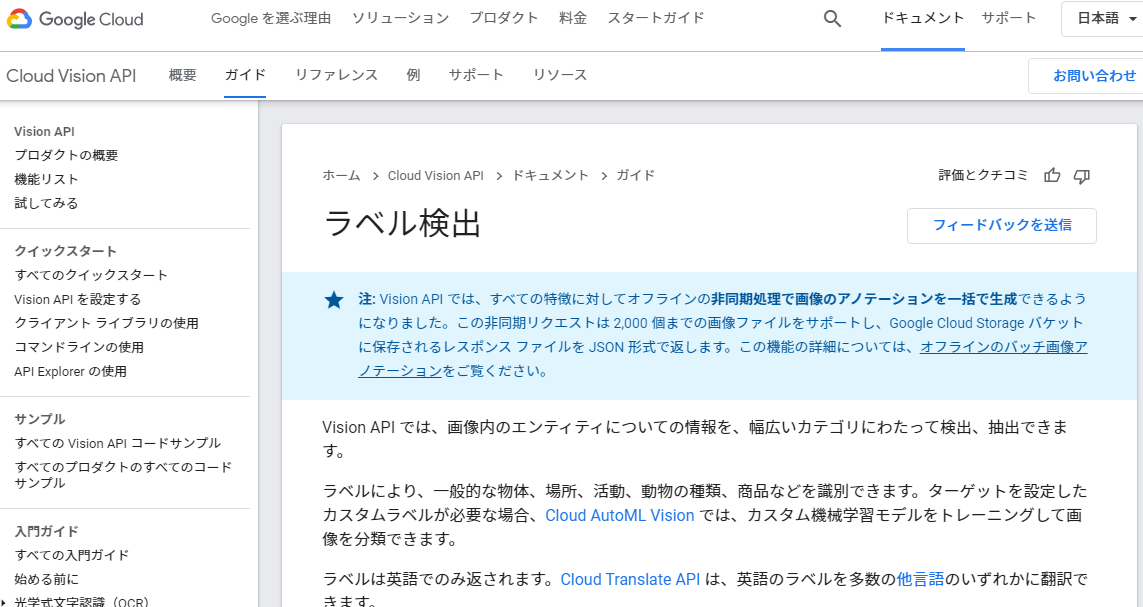 Google Cloud Google を選ぶ理由 ソリューション プロダクト 料金 スタートガイド ドキュメント サポート 日本語
Cloud Vision API 概要 ガイド リファレンス 例 サポート リソース お問い合わせ
Vision API
プロダクトの概要
機能リスト
試してみる
クイックスタート
すべてのクイックスタート
Vision API を設定する
クライアント ライブラリの使用
コマンドラインの使用
API Explorer の使用
サンプル
すべての Vision API コードサンプル
すべてのプロダクトのすべてのコード
サンプル
入門ガイド
すべての入門ガイド
始める前に
光学式文字認識（OCR）
ホーム > Cloud Vision API > ドキュメント > ガイド
評価とクチコミ
ラベル検出
フィードバックを送信
注: Vision API では、すべての特徴に対してオフラインの非同期処理で画像のアノテーションを一括で生成できるよう
になりました。この非同期リクエストは 2,000 個までの画像ファイルをサポートし、Google Cloud Storage バケット
に保存されるレスポンス ファイルを JSON 形式で返します。この機能の詳細については、オフラインのバッチ画像ア
ノテーションをご覧ください。
Vision API では、画像内のエンティティについての情報を、幅広いカテゴリにわたって検出、抽出できま
す。
ラベルにより、一般的な物体、場所、活動、動物の種類、商品などを識別できます。ターゲットを設定した
カスタムラベルが必要な場合、Cloud AutoML Vision では、カスタム機械学習モデルをトレーニングして画
像を分類できます。
ラベルは英語でのみ返されます。Cloud Translate API は、英語のラベルを多数の他言語のいずれかに翻訳で
きます。